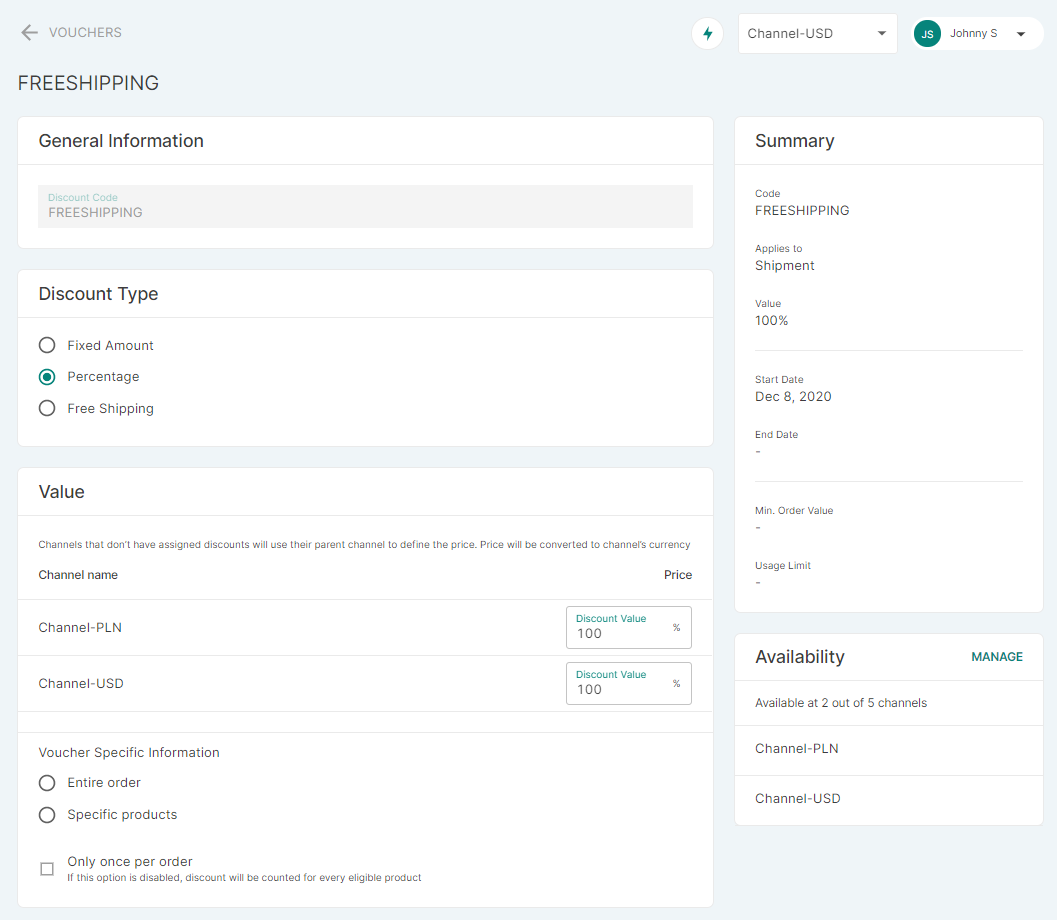 VOUCHERS
Channel-USD
JS
Johnny S
FREESHIPPING
General Information
Discount Code
FREESHIPPING
Discount Type
Fixed Amount
Percentage
Free Shipping
Value
Channels that don't have assigned discounts will use their parent channel to define the price. Price will be converted to channel's currency
Channel name Price
Channel-PLN
Discount Value
100 %
Channel-USD
Discount Value
100 %
Voucher Specific Information
Entire order
Specific products
Only once per order
If this option is disabled, discount will be counted for every eligible product
Summary
Code
FREESHIPPING
Applies to
Shipment
Value
100%
Start Date
Dec 8, 2020
End Date
-
Min. Order Value
-
Usage Limit
-
Availability MANAGE
Available at 2 out of 5 channels
Channel-PLN
Channel-USD